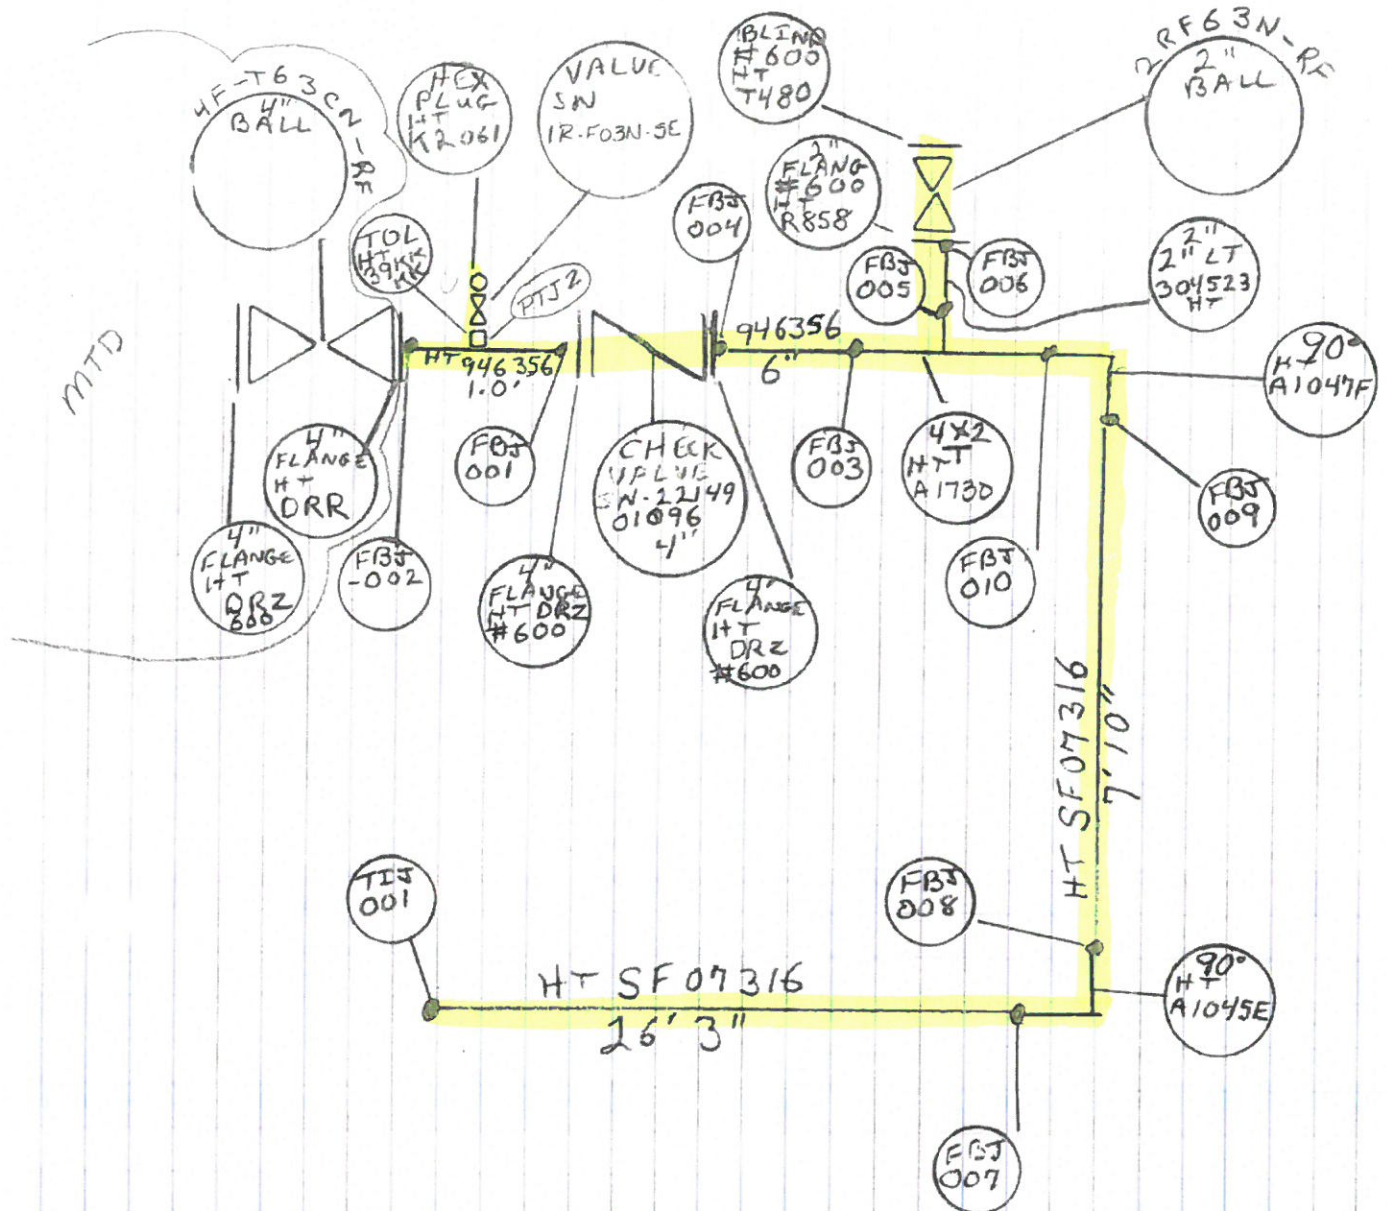 4F-T63C2-RF
4"
BALL
HEX
PLUG
HT
K2061
VALVE
SN
1R-F03N-SE
BLIND
#600
HT
T480
2"
FLANG
#600
HT
R858
2RF63N-RF
2"
BALL
FBJ
004
TOL
HT
39KK
PTJ2
FBJ
005
FBJ
006
2"
2" LT
304523
HT
MTD
HT 946356
1.0'
946356
6"
90°
HT
A1047F
4"
FLANGE
HT
DRR
FBJ
001
CHECK
VALVE
SN-22149
01096
4"
FBJ
003
4X2
T
HT
A1730
FBJ
009
4"
FLANGE
HT
DRZ
600
FBJ
-002
4"
FLANGE
HT DRZ
#600
4"
FLANGE
HT
DRZ
#600
FBJ
010
HT SF07316
7'10"
TIJ
001
FBJ
008
HT SF07316
26' 3"
90°
HT
A1045E
FBJ
007